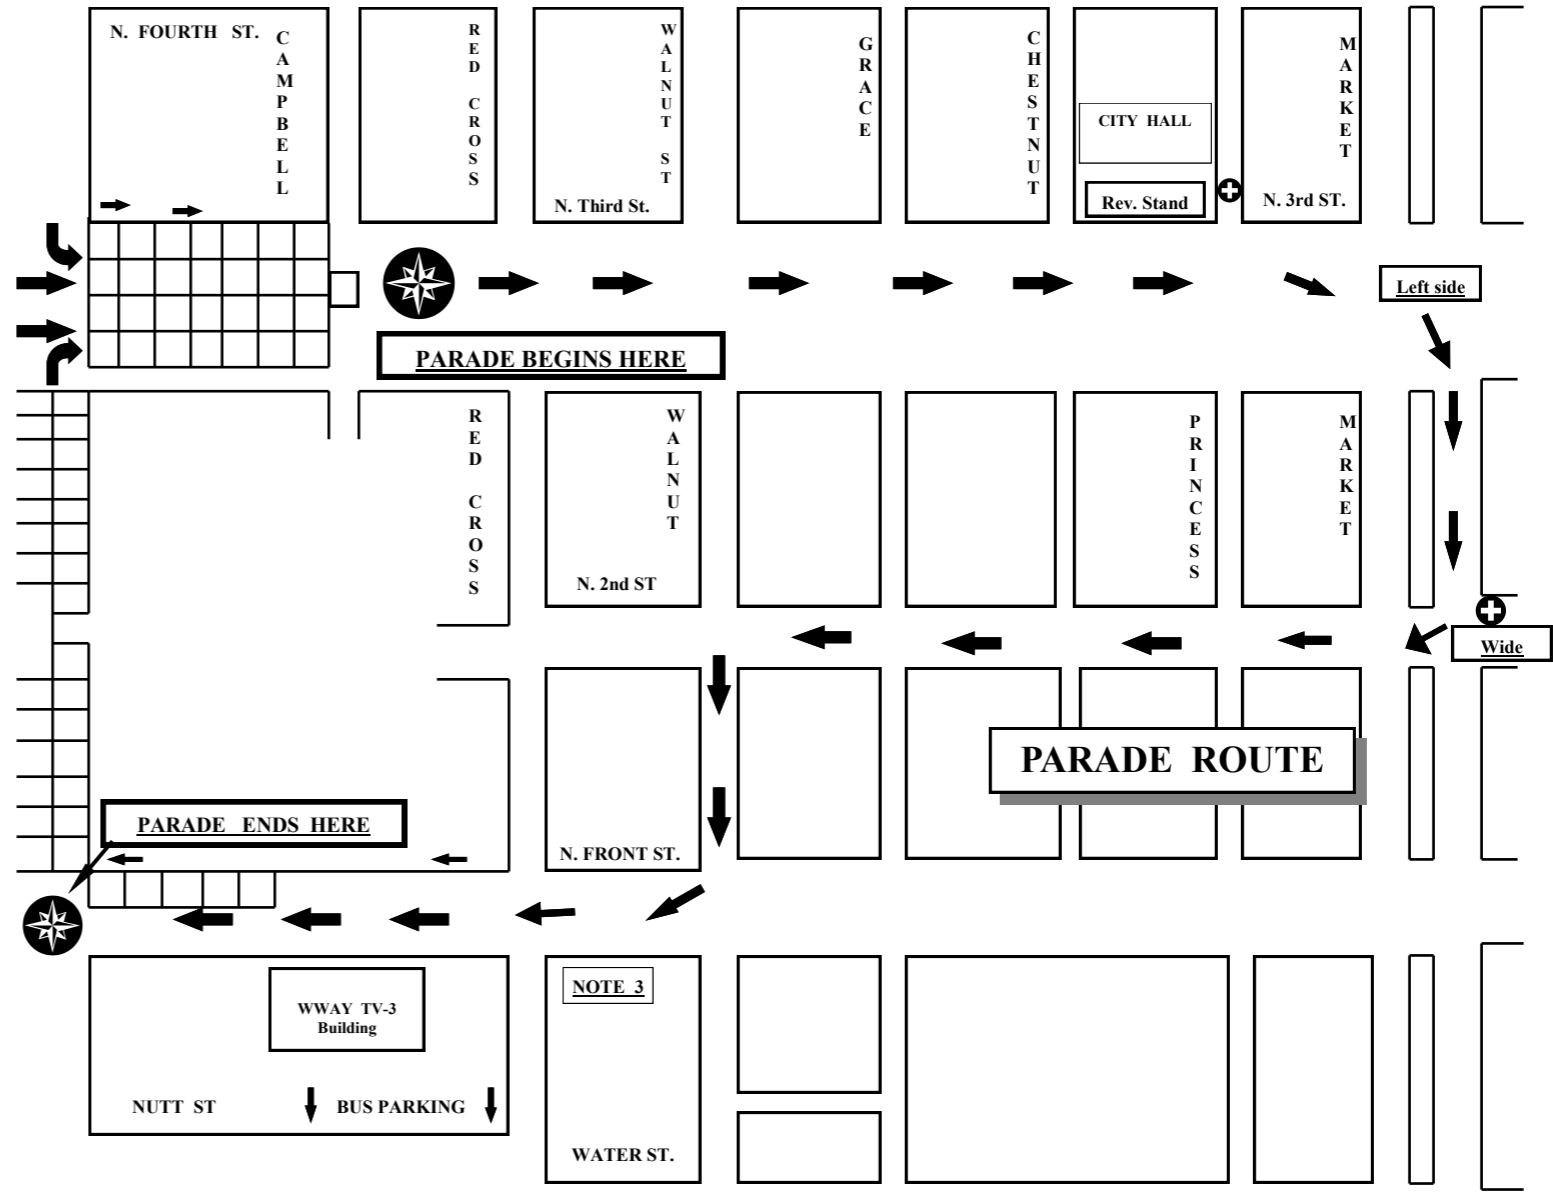 N. FOURTH ST.
CAMPBELL
RED CROSS
WALNUT ST
GRACE
CHESTNUT
MARKET
CITY HALL
Rev. Stand
N. Third St.
N. 3rd ST.
Left side
PARADE BEGINS HERE
RED CROSS
WALNUT
PRINCESS
MARKET
N. 2nd ST
Wide
PARADE ROUTE
PARADE ENDS HERE
N. FRONT ST.
NOTE 3
WWAY TV-3
Building
NUTT ST
BUS PARKING
WATER ST.